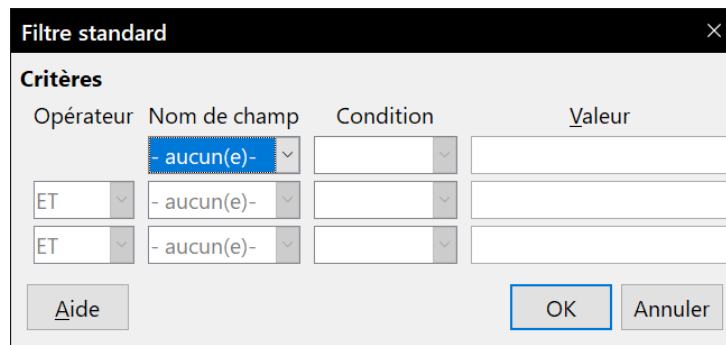 Filtre standard
Critères
Opérateur Nom de champ Condition Valeur
- aucun(e)-
ET - aucun(e)-
ET - aucun(e)-
Aide OK Annuler